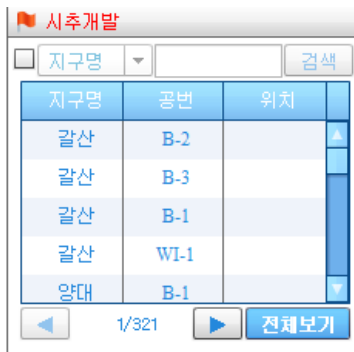 시추개발
지구명 검색
지구명 공번 위치
갈산 B-2
갈산 B-3
갈산 B-1
갈산 WI-1
양대 B-1
1/321 전체보기